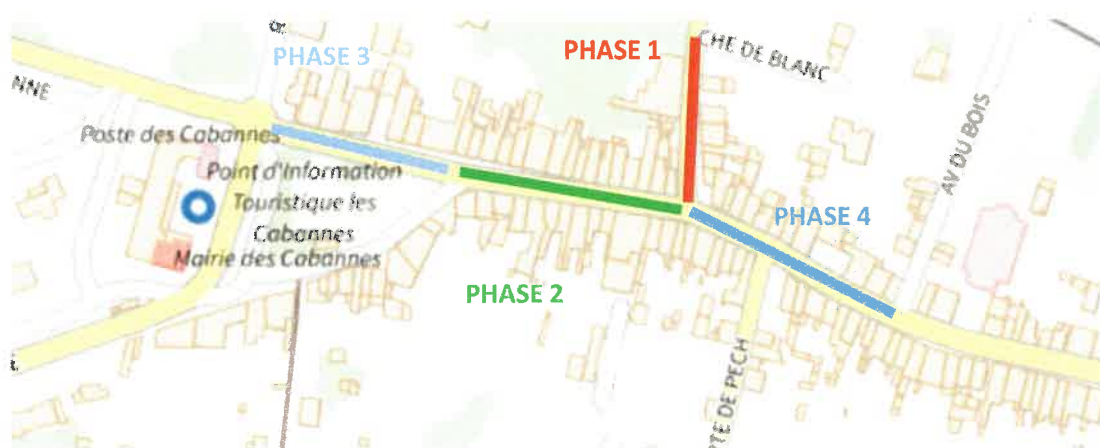 PHASE 3
PHASE 1
CHE DE BLANC
NNE
Poste des Cabannes
Point d'Information
Touristique les
Cabannes
Mairie des Cabannes
AV DU BOIS
PHASE 4
PHASE 2
TE DE PECH